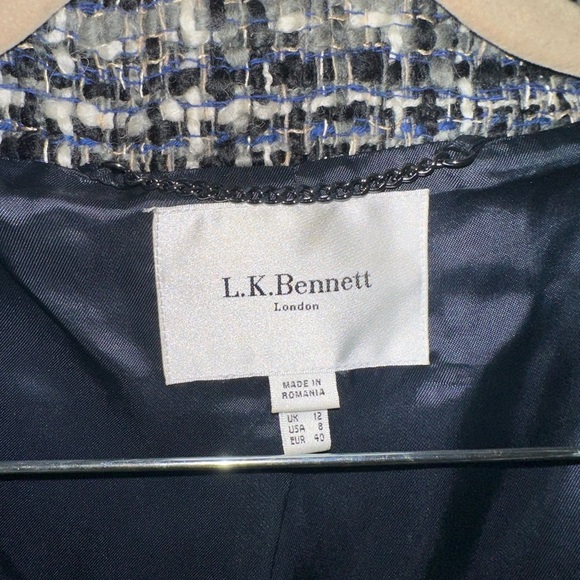 L.K.Bennett
London
MADE IN
ROMANIA
UK 12
USA 8
EUR 40